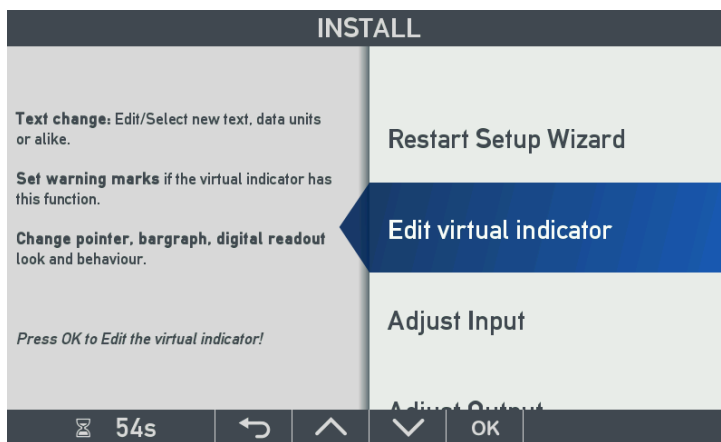 INSTALL
Text change: Edit/Select new text, data units
or alike.
Set warning marks if the virtual indicator has
this function.
Change pointer, bargraph, digital readout
look and behaviour.
Press OK to Edit the virtual indicator!
Restart Setup Wizard
Edit virtual indicator
Adjust Input
Adjust Output
54s
OK